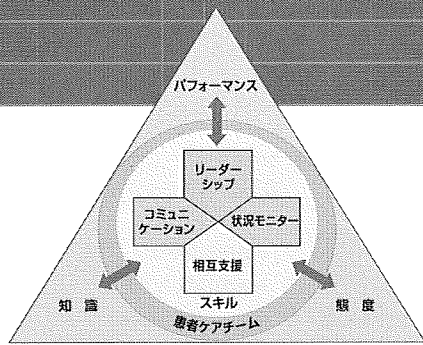 パフォーマンス
リーダー
シップ
コミュニ
ケーション
状況モニター
相互支援
スキル
患者ケアチーム
知 識
態 度